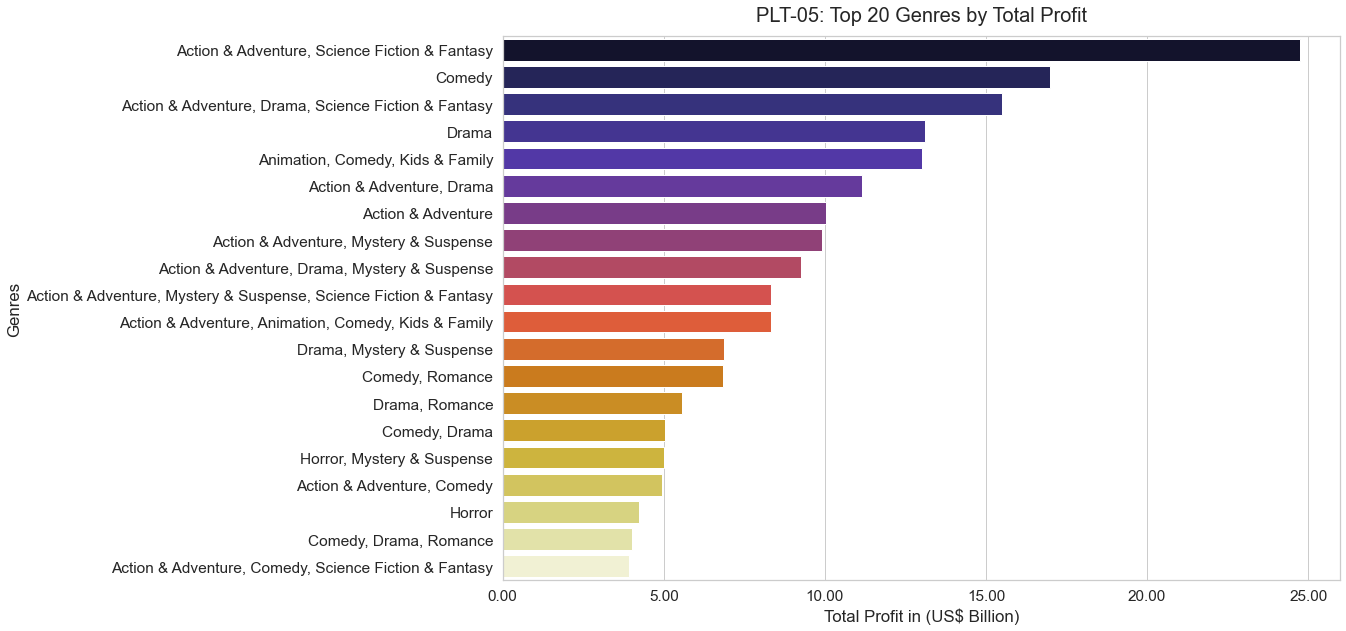 PLT-05: Top 20 Genres by Total Profit
Genres
Action & Adventure, Science Fiction & Fantasy
Comedy
Action & Adventure, Drama, Science Fiction & Fantasy
Drama
Animation, Comedy, Kids & Family
Action & Adventure, Drama
Action & Adventure
Action & Adventure, Mystery & Suspense
Action & Adventure, Drama, Mystery & Suspense
Action & Adventure, Mystery & Suspense, Science Fiction & Fantasy
Action & Adventure, Animation, Comedy, Kids & Family
Drama, Mystery & Suspense
Comedy, Romance
Drama, Romance
Comedy, Drama
Horror, Mystery & Suspense
Action & Adventure, Comedy
Horror
Comedy, Drama, Romance
Action & Adventure, Comedy, Science Fiction & Fantasy
0.00 5.00 10.00 15.00 20.00 25.00
Total Profit in (US$ Billion)